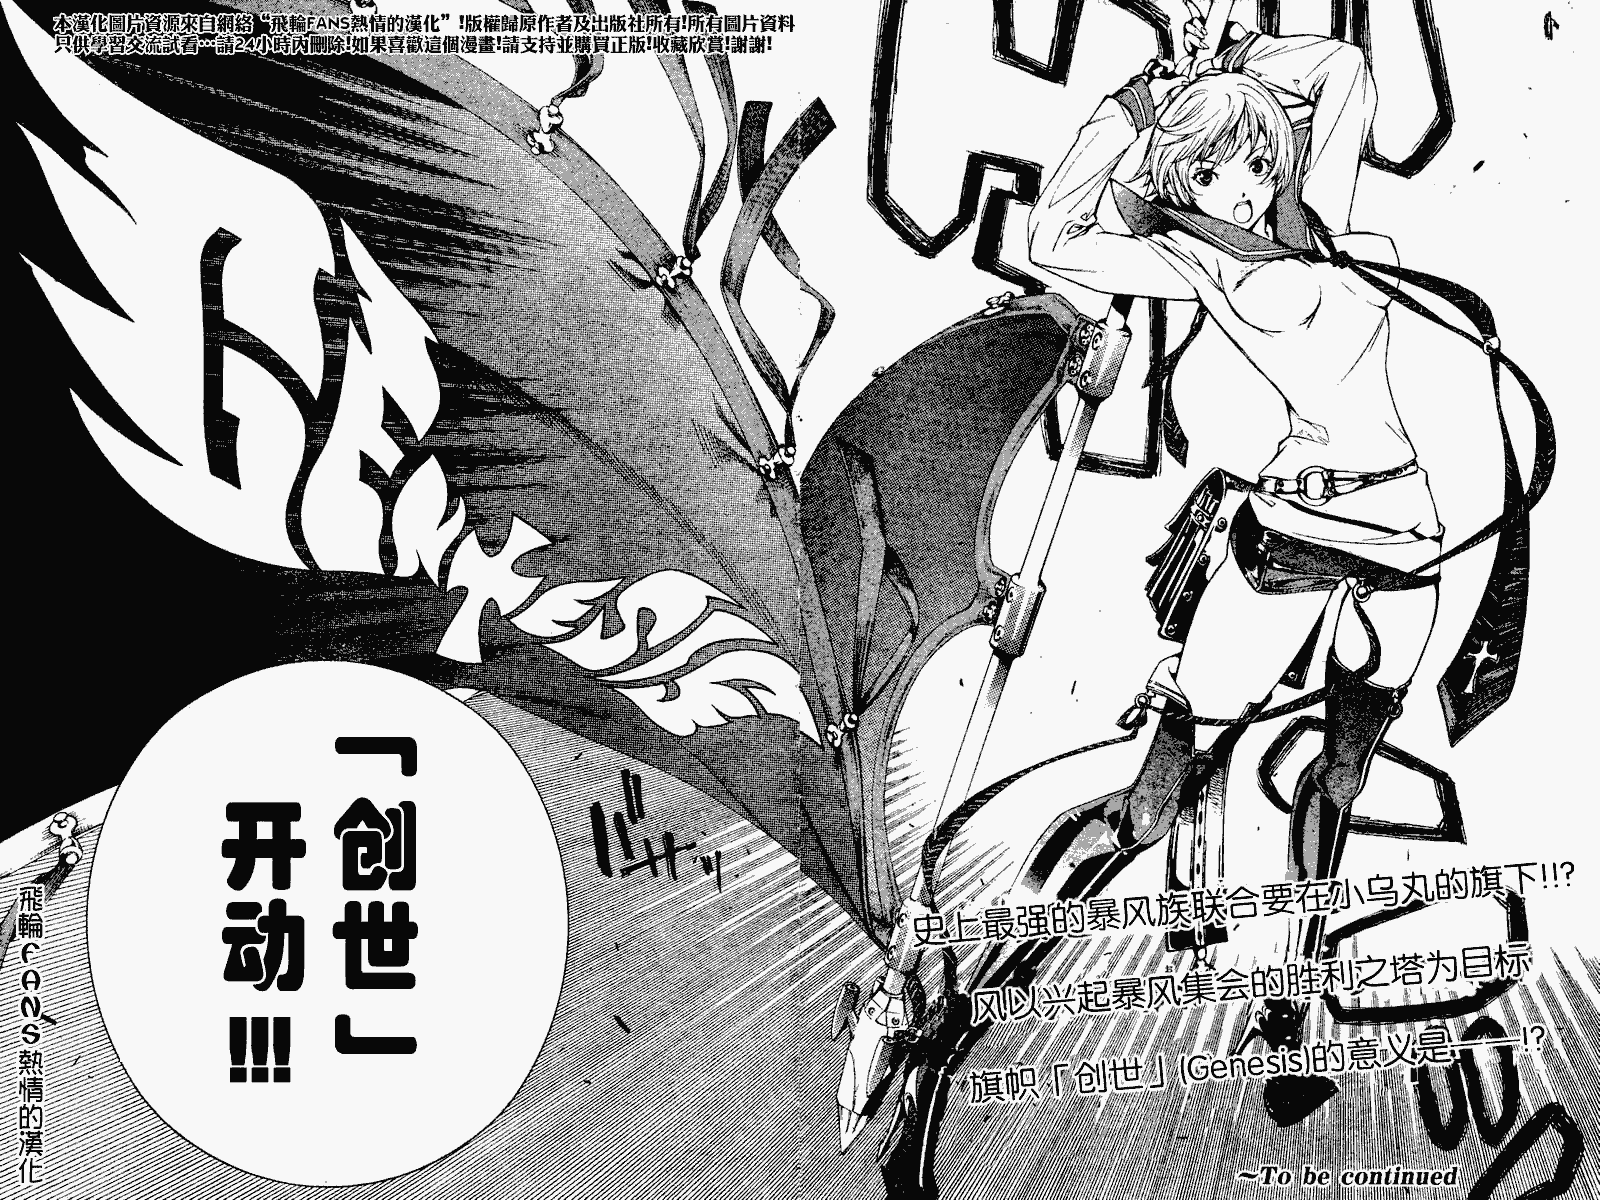 本漢化圖片資源來自網絡“飛輪FANS熱情的漢化”!版權歸原作者及出版社所有!所有圖片資料
只供學習交流試看…請24小時內刪除!如果喜歡這個漫畫!請支持並購買正版!收藏欣賞!謝謝!
「创世」
开动!!!
史上最强的暴风族联合要在小乌丸的旗下!!?
风以兴起暴风集会的胜利之塔为目标
旗帜「创世」(Genesis)的意义是——!?
~To be continued
飛輪FANS熱情的漢化